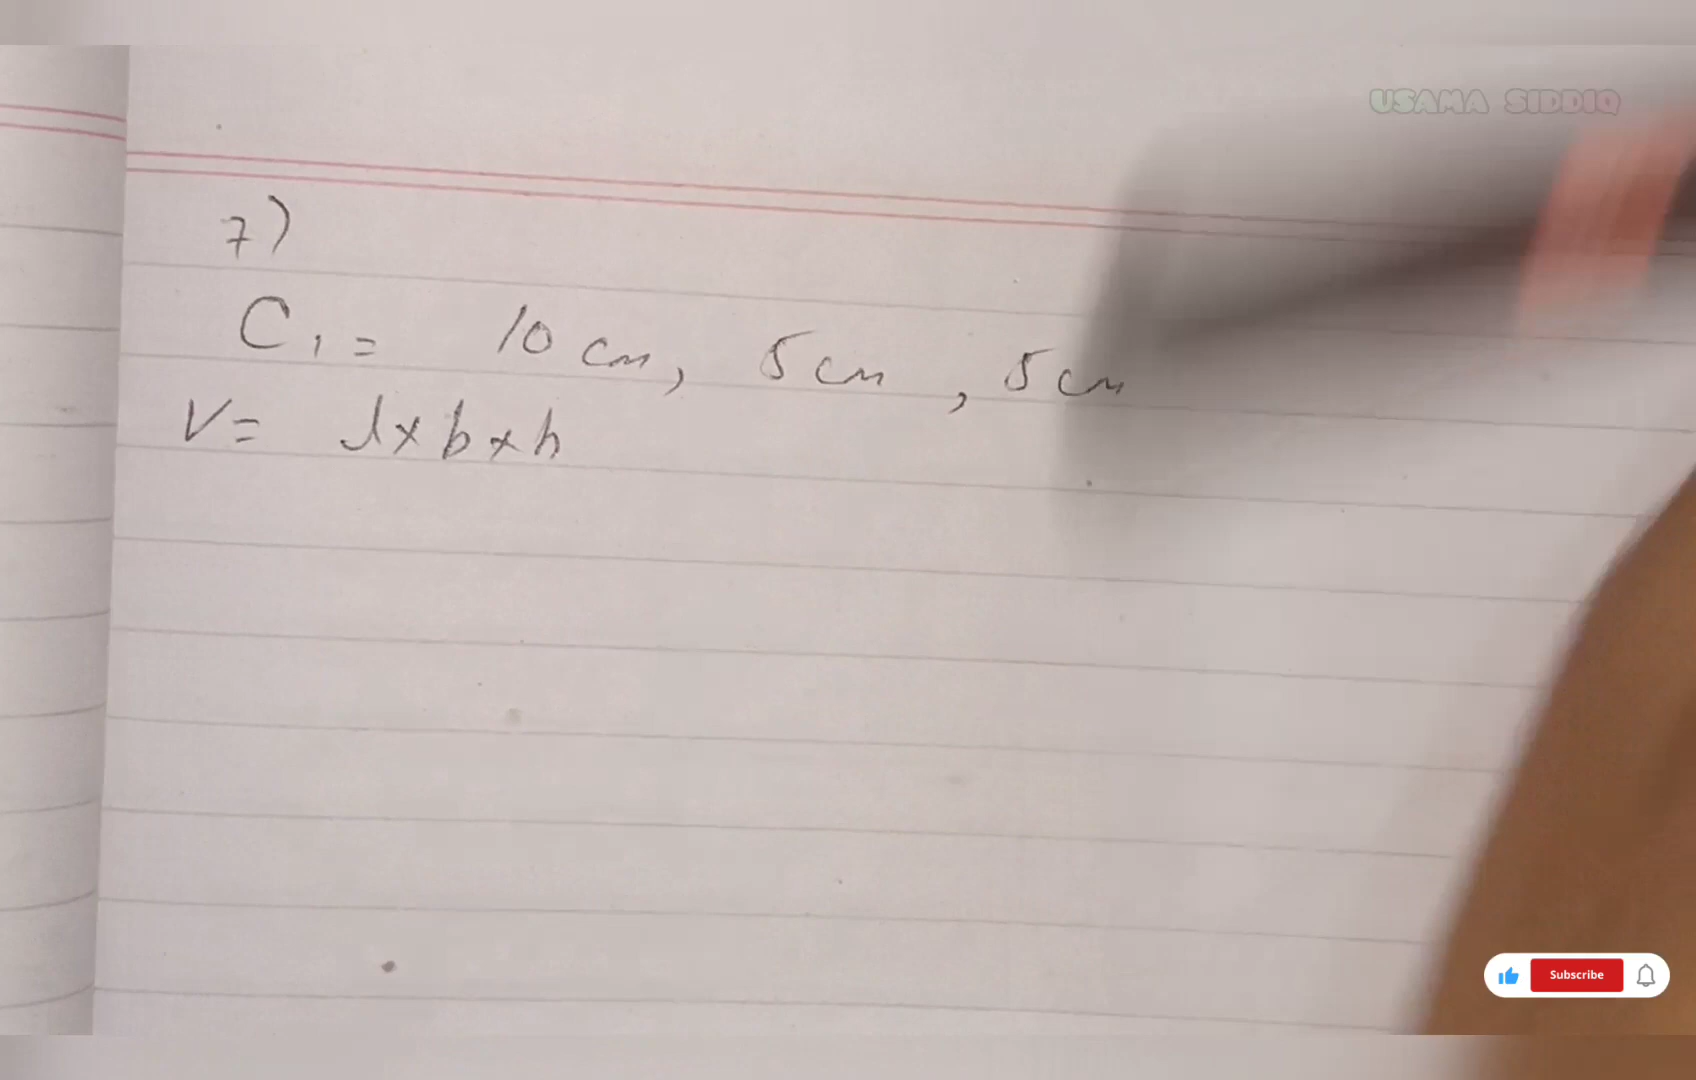 USAMA SIDDIQ
7)
C1 = 10 cm, 5 cm, 5 cm
V = l × b × h
Subscribe